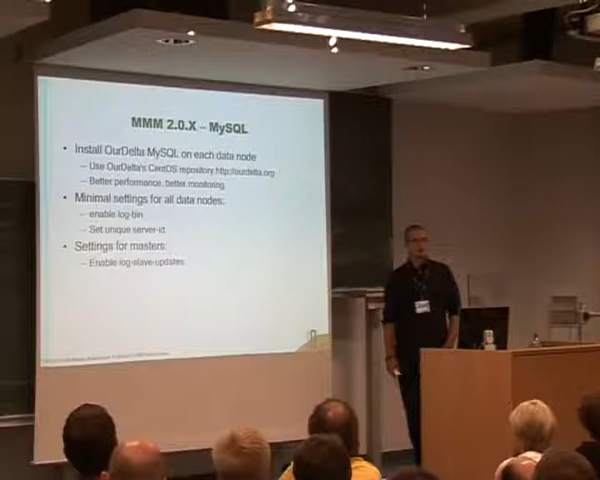 MMM 2.0.X – MySQL
• Install OurDelta MySQL on each data node
– Use OurDelta's CentOS repository http://ourdelta.org
– Better performance, better monitoring,
• Minimal settings for all data nodes:
– enable log-bin
– Set unique server-id
• Settings for masters:
– Enable log-slave-updates